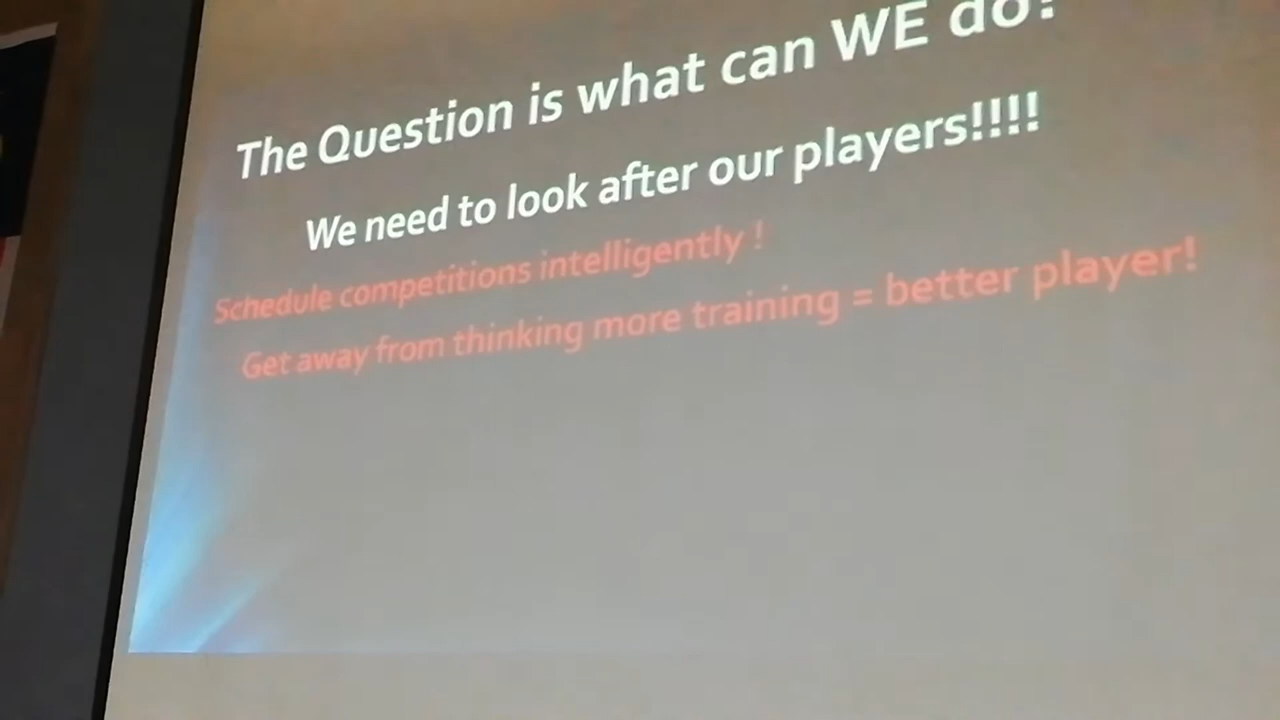 The Question is what can WE do?
We need to look after our players!!!!
Schedule competitions intelligently !
Get away from thinking more training = better player!